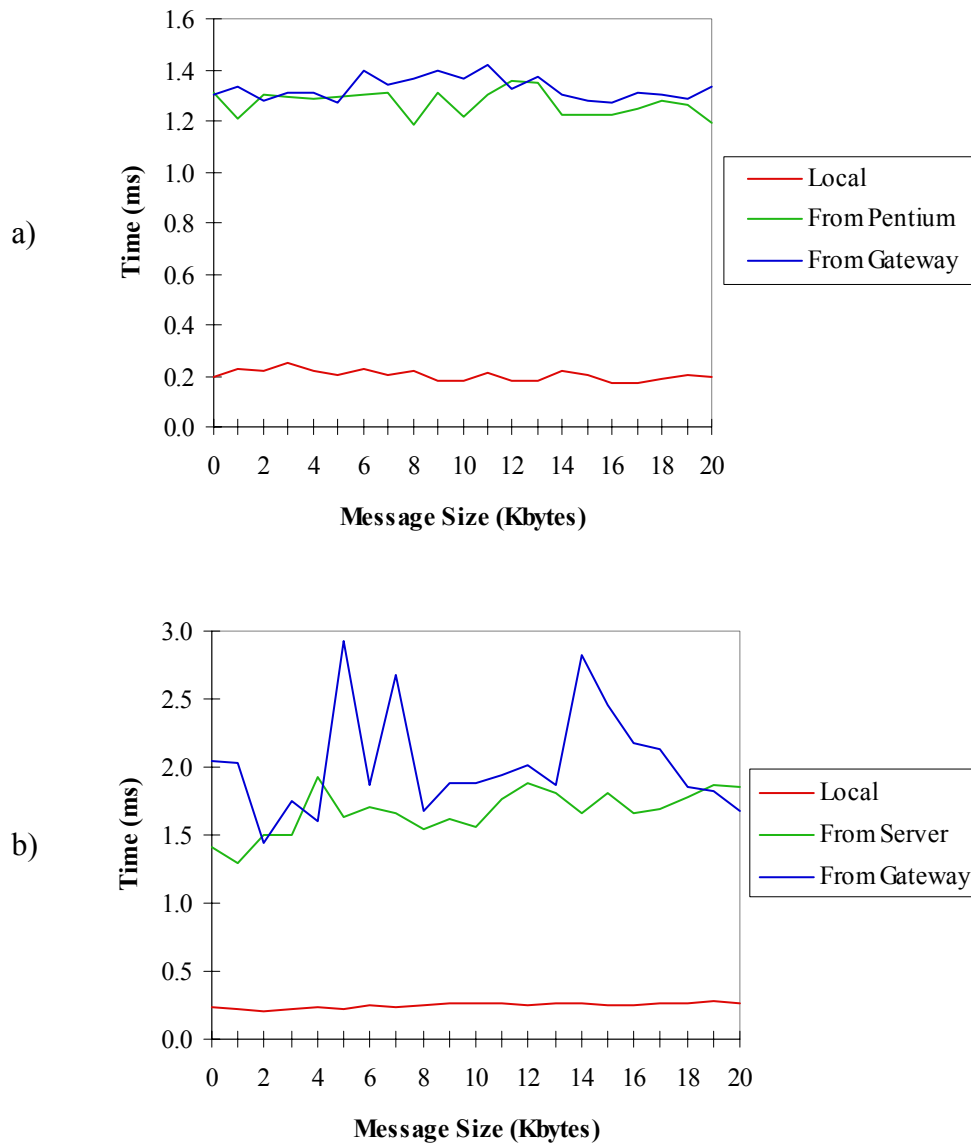 a)
Time (ms)
1.6
1.4
1.2
1.0
0.8
0.6
0.4
0.2
0.0
0 2 4 6 8 10 12 14 16 18 20
Message Size (Kbytes)
Local
From Pentium
From Gateway
b)
Time (ms)
3.0
2.5
2.0
1.5
1.0
0.5
0.0
0 2 4 6 8 10 12 14 16 18 20
Message Size (Kbytes)
Local
From Server
From Gateway